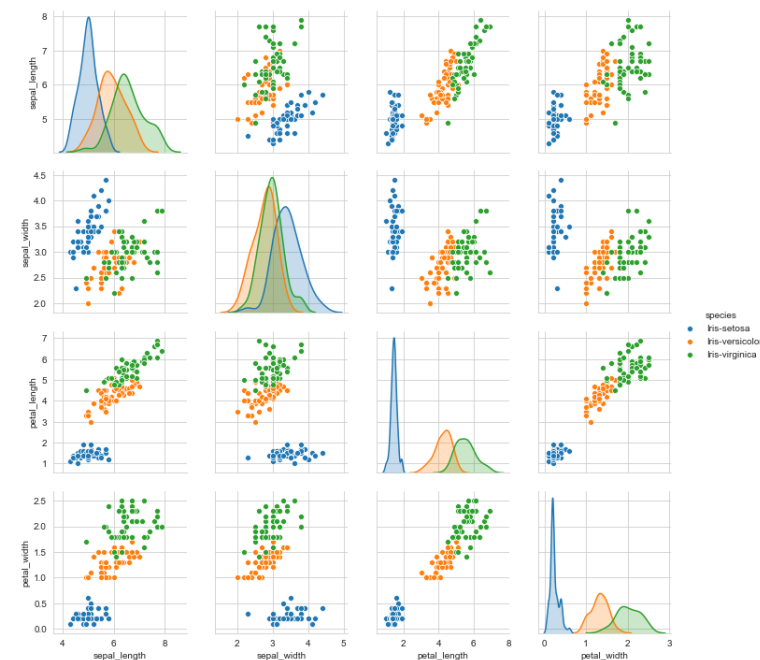 8
7
6
5
sepal_length
4.5
4.0
3.5
3.0
2.5
2.0
sepal_width
species
Iris-setosa
Iris-versicolo
Iris-virginica
7
6
5
4
3
2
1
petal_length
2.5
2.0
1.5
1.0
0.5
0.0
petal_width
4 6 8
sepal_length
2 3 4 5
sepal_width
2 4 6 8
petal_length
0 1 2 3
petal_width